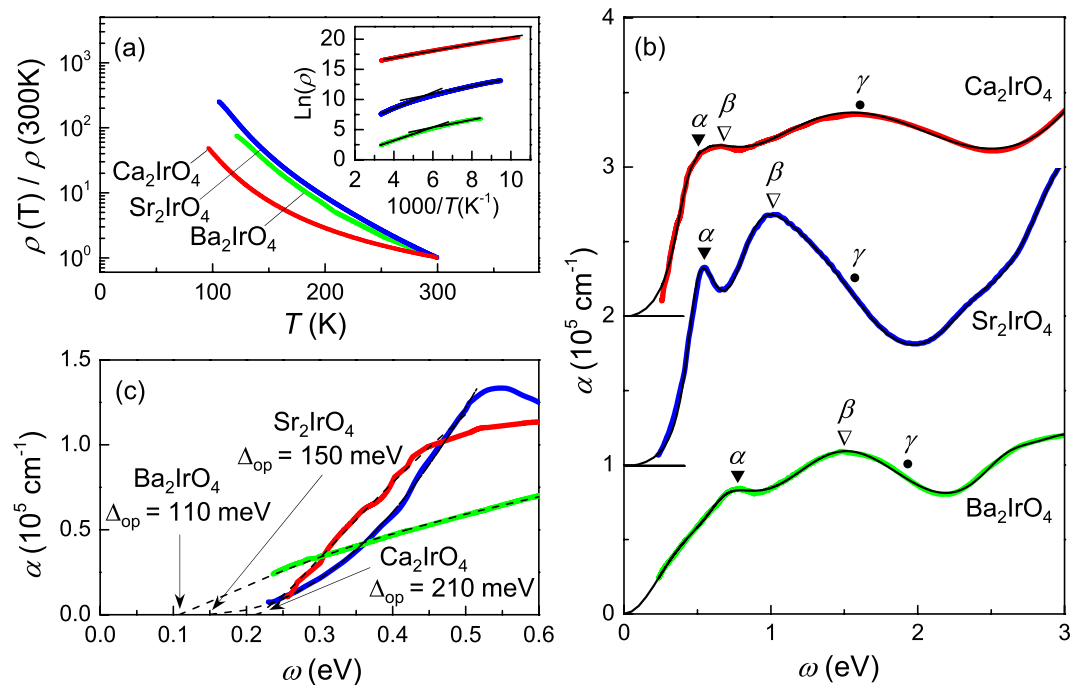 (a)
ρ (T) / ρ (300K)
10³
10²
10¹
10⁰
0
100
200
300
T (K)
Ca₂IrO₄
Sr₂IrO₄
Ba₂IrO₄
Ln(ρ)
20
15
10
5
0
2
4
6
8
10
1000/T(K⁻¹)
(b)
α (10⁵ cm⁻¹)
4
3
2
1
0
0
1
2
3
ω (eV)
α
β
γ
Ca₂IrO₄
α
β
γ
Sr₂IrO₄
α
β
γ
Ba₂IrO₄
(c)
α (10⁵ cm⁻¹)
1.5
1.0
0.5
0.0
0.0
0.1
0.2
0.3
0.4
0.5
0.6
ω (eV)
Sr₂IrO₄
Δop = 150 meV
Ba₂IrO₄
Δop = 110 meV
Ca₂IrO₄
Δop = 210 meV